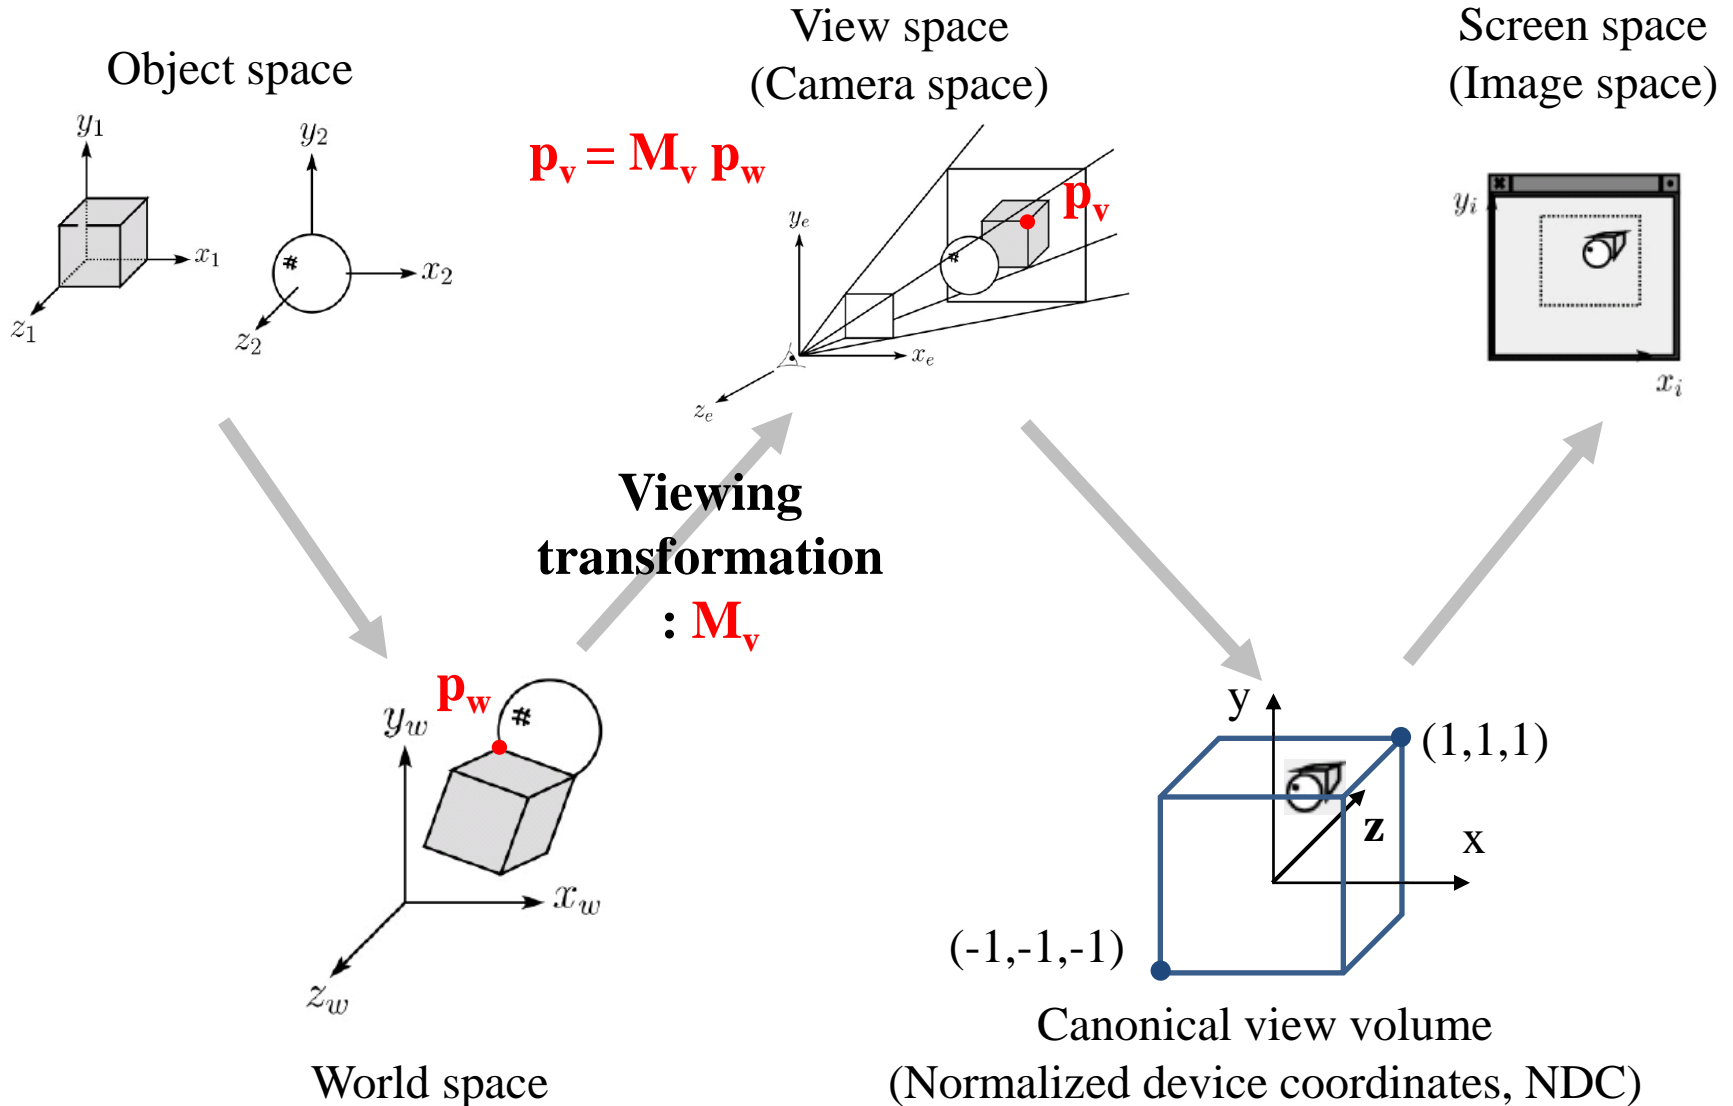 Object space
y1
x1
z1
y2
#
x2
z2
View space
(Camera space)
pv = Mv pw
pv
ye
#
xe
ze
Screen space
(Image space)
yi
xi
Viewing
transformation
: Mv
pw
#
yw
xw
zw
World space
y
(1,1,1)
z
x
(-1,-1,-1)
Canonical view volume
(Normalized device coordinates, NDC)